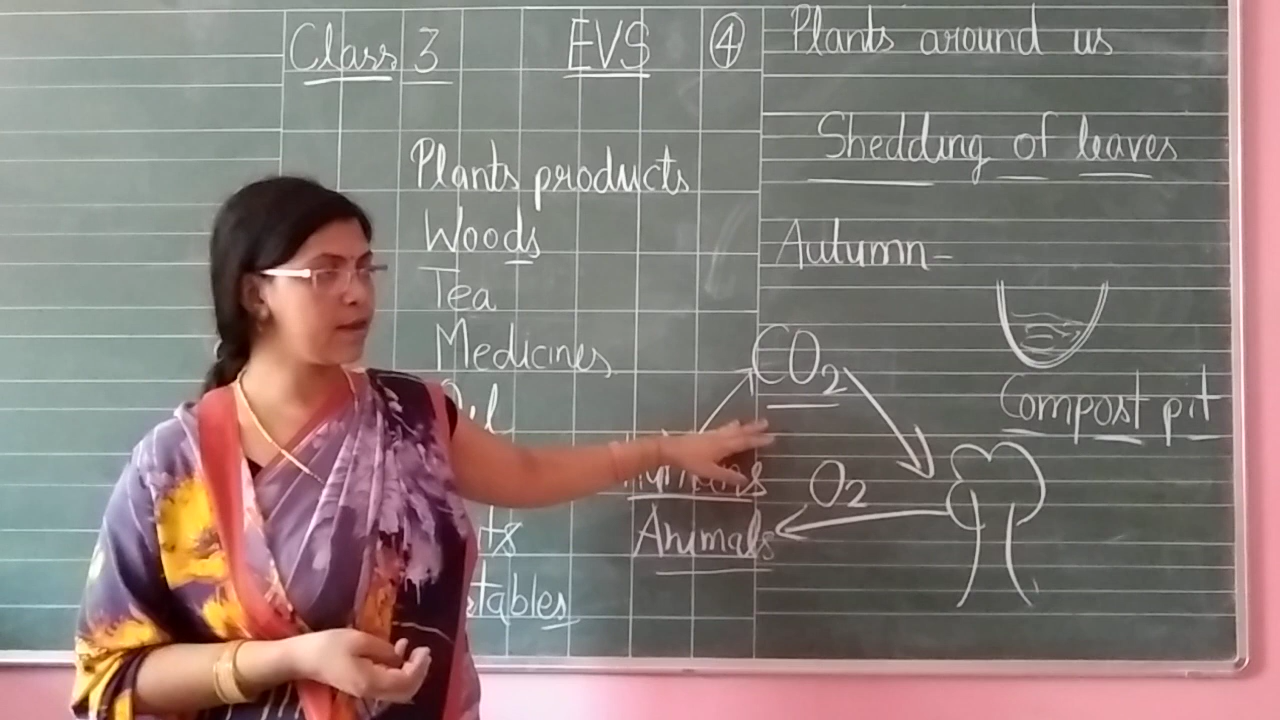 Class 3 EVS 4
Plants products
Woods
Tea
Medicines
Plants around us
Shedding of leaves
Autumn-
Compost pit
CO2
O2
Animals